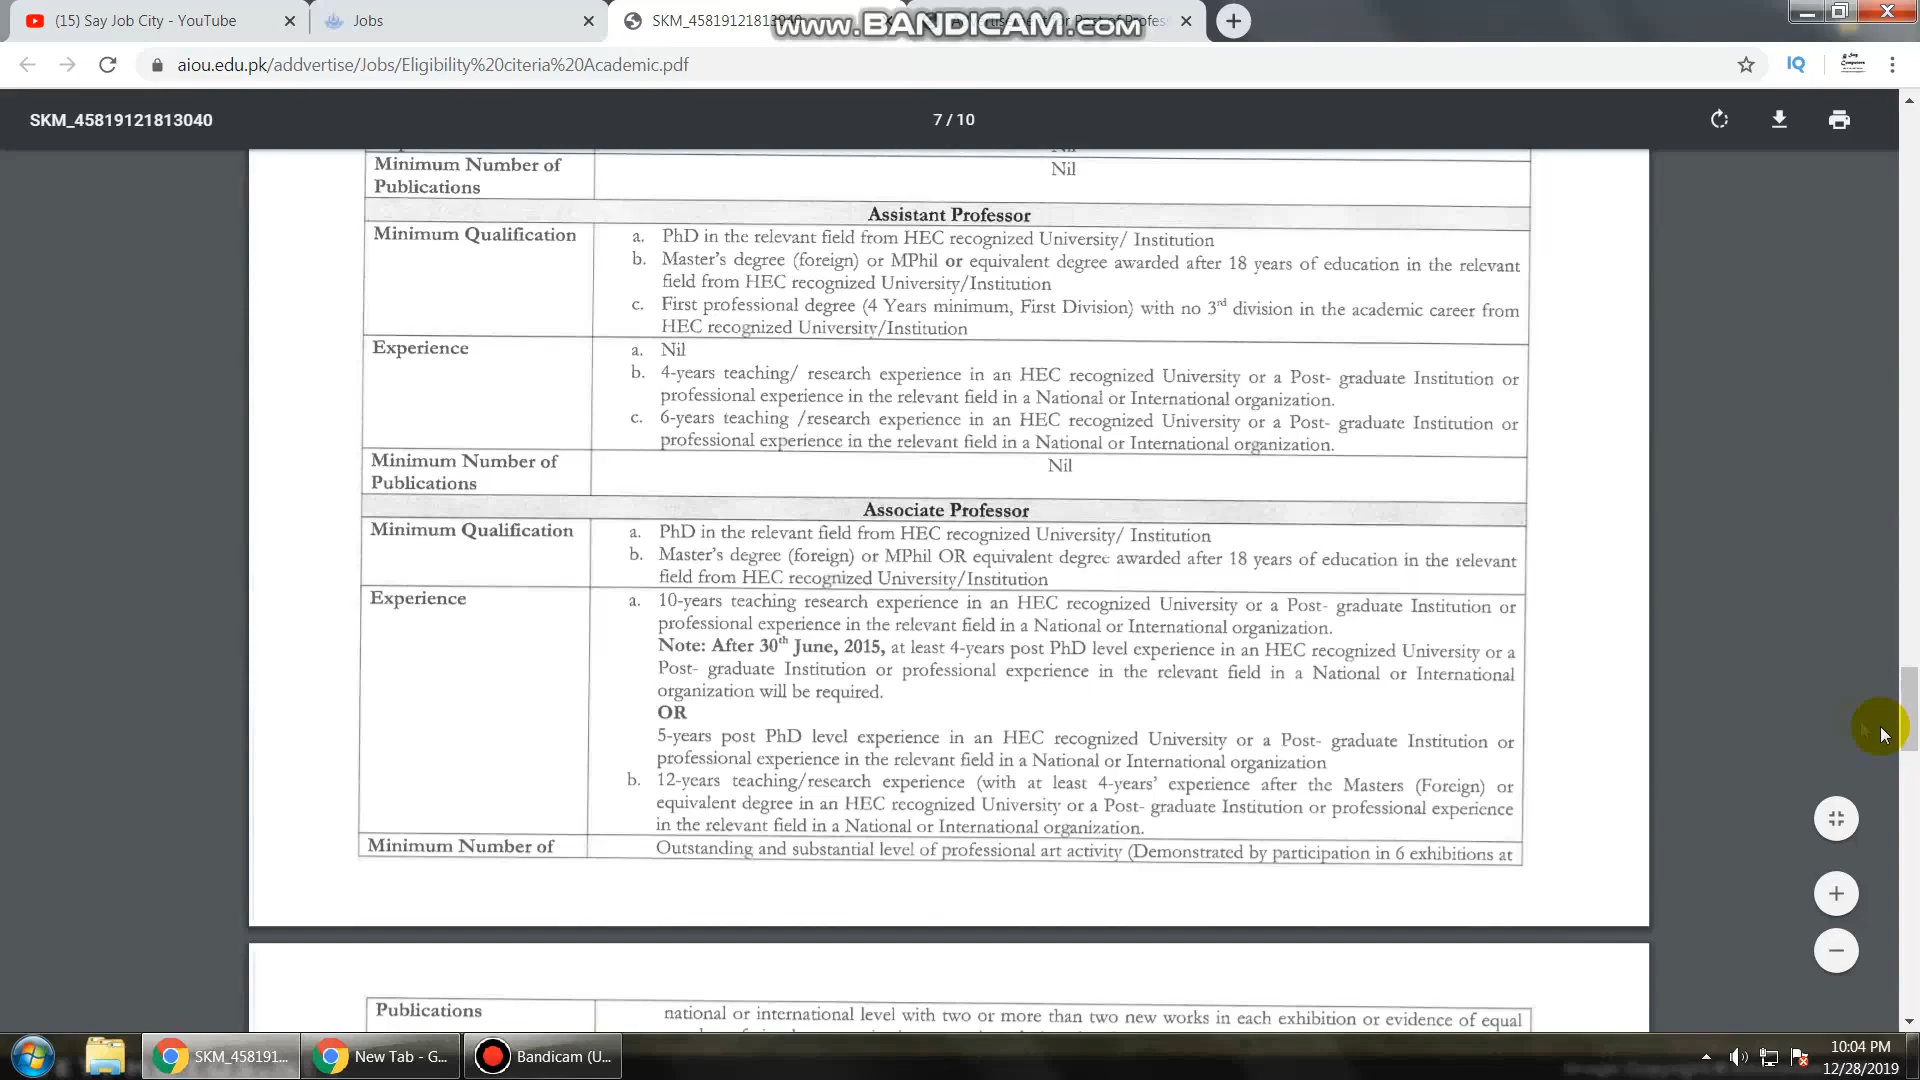 (15) Say Job City - YouTube
Jobs
SKM_45819121813040
www.BANDICAM.com
aiou.edu.pk/addvertise/Jobs/Eligibility%20citeria%20Academic.pdf
IQ
SKM_45819121813040
7 / 10
Nil
Minimum Number of
Publications
Nil
Assistant Professor
Minimum Qualification
a. PhD in the relevant field from HEC recognized University/ Institution
b. Master's degree (foreign) or MPhil or equivalent degree awarded after 18 years of education in the relevant
field from HEC recognized University/Institution
c. First professional degree (4 Years minimum, First Division) with no 3rd division in the academic career from
HEC recognized University/Institution
Experience
a. Nil
b. 4-years teaching/ research experience in an HEC recognized University or a Post- graduate Institution or
professional experience in the relevant field in a National or International organization.
c. 6-years teaching /research experience in an HEC recognized University or a Post- graduate Institution or
professional experience in the relevant field in a National or International organization.
Minimum Number of
Publications
Nil
Associate Professor
Minimum Qualification
a. PhD in the relevant field from HEC recognized University/ Institution
b. Master's degree (foreign) or MPhil OR equivalent degree awarded after 18 years of education in the relevant
field from HEC recognized University/Institution
Experience
a. 10-years teaching research experience in an HEC recognized University or a Post- graduate Institution or
professional experience in the relevant field in a National or International organization.
Note: After 30th June, 2015, at least 4-years post PhD level experience in an HEC recognized University or a
Post- graduate Institution or professional experience in the relevant field in a National or International
organization will be required.
OR
5-years post PhD level experience in an HEC recognized University or a Post- graduate Institution or
professional experience in the relevant field in a National or International organization
b. 12-years teaching/research experience (with at least 4-years' experience after the Masters (Foreign) or
equivalent degree in an HEC recognized University or a Post- graduate Institution or professional experience
in the relevant field in a National or International organization.
Minimum Number of
Outstanding and substantial level of professional art activity (Demonstrated by participation in 6 exhibitions at
Publications
national or international level with two or more than two new works in each exhibition or evidence of equal
SKM_458191...
New Tab - G...
Bandicam (U...
10:04 PM
12/28/2019